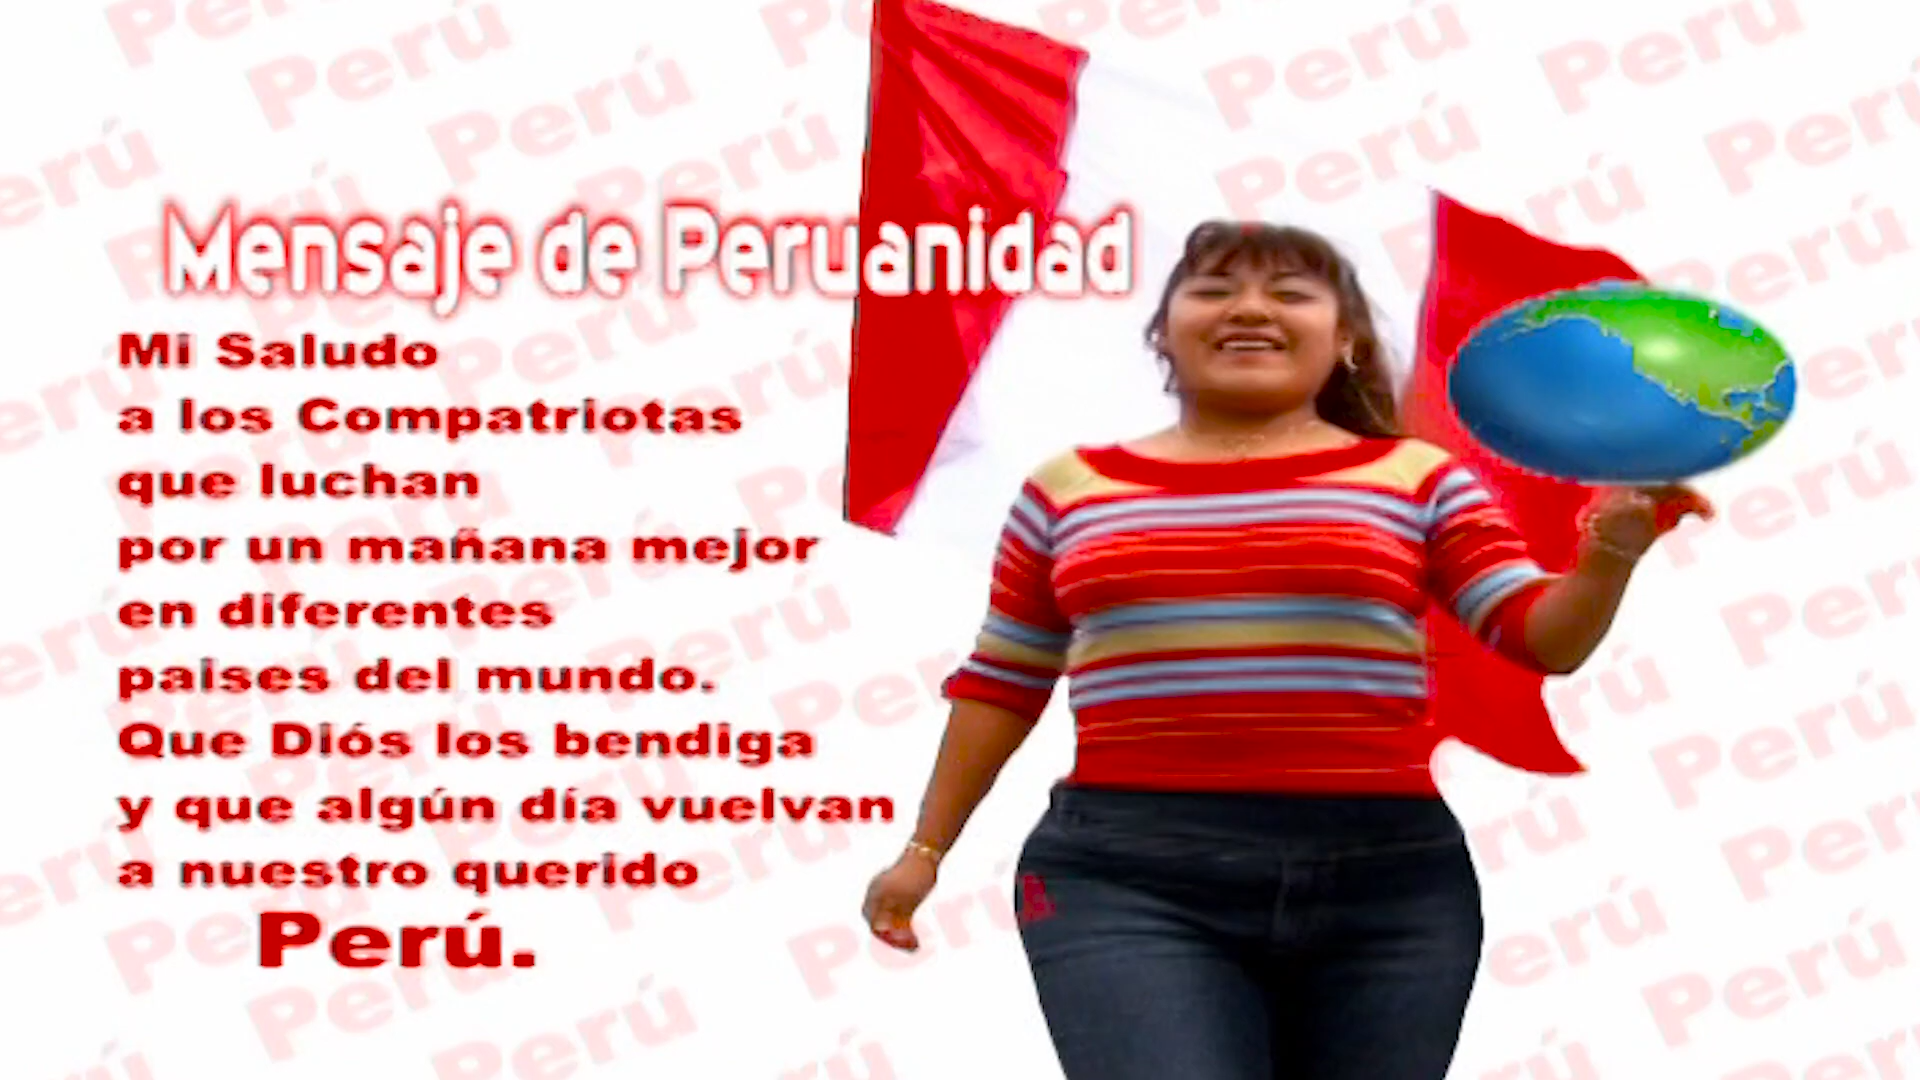 Mensaje de Peruanidad
Mi Saludo
a los Compatriotas
que luchan
por un mañana mejor
en diferentes
paises del mundo.
Que Diós los bendiga
y que algún día vuelvan
a nuestro querido
Perú.